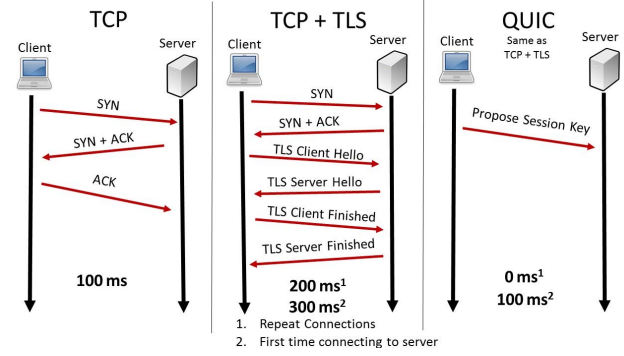 TCP
Client
Server
SYN
SYN + ACK
ACK
100 ms
TCP + TLS
Client
Server
SYN
SYN + ACK
TLS Client Hello
TLS Server Hello
TLS Client Finished
TLS Server Finished
200 ms¹
300 ms²
1. Repeat Connections
2. First time connecting to server
QUIC
Same as
TCP + TLS
Client
Server
Propose Session Key
0 ms¹
100 ms²